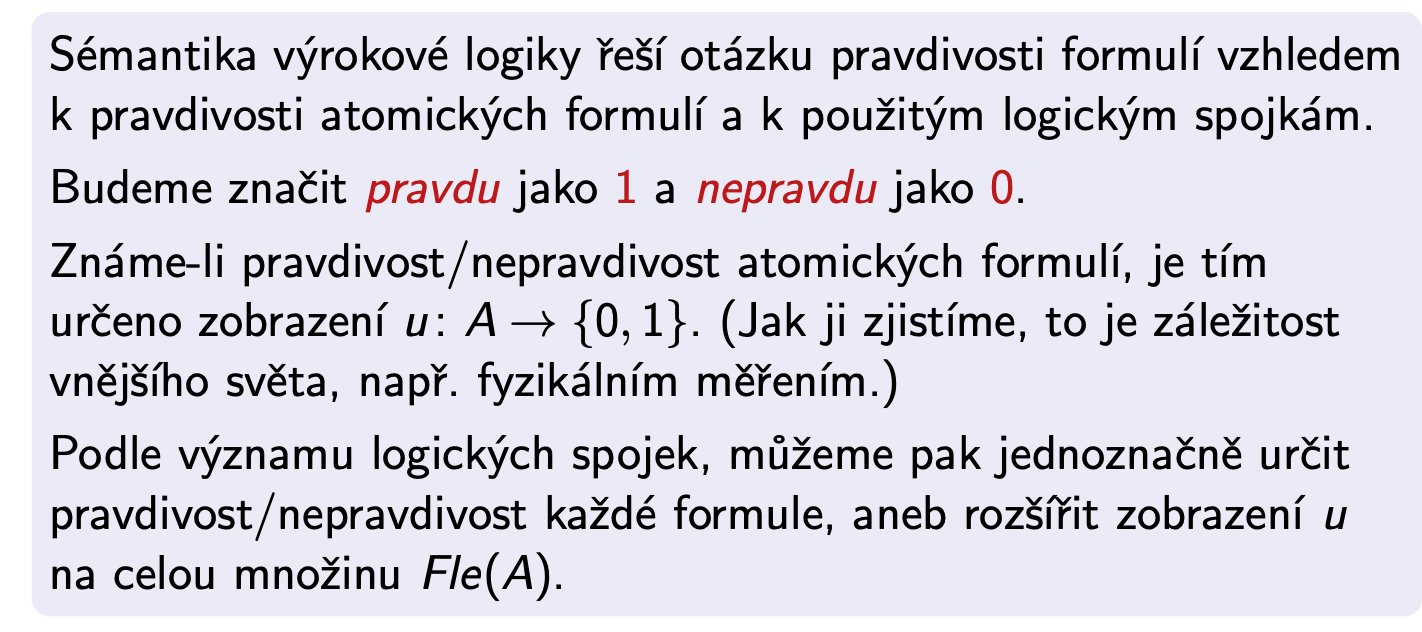 Sémantika výrokové logiky řeší otázku pravdivosti formulí vzhledem
k pravdivosti atomických formulí a k použitým logickým spojkám.
Budeme značit pravdu jako 1 a nepravdu jako 0.
Známe-li pravdivost/nepravdivost atomických formulí, je tím
určeno zobrazení u: A → {0, 1}. (Jak ji zjistíme, to je záležitost
vnějšího světa, např. fyzikálním měřením.)
Podle významu logických spojek, můžeme pak jednoznačně určit
pravdivost/nepravdivost každé formule, aneb rozšířit zobrazení u
na celou množinu Fle(A).